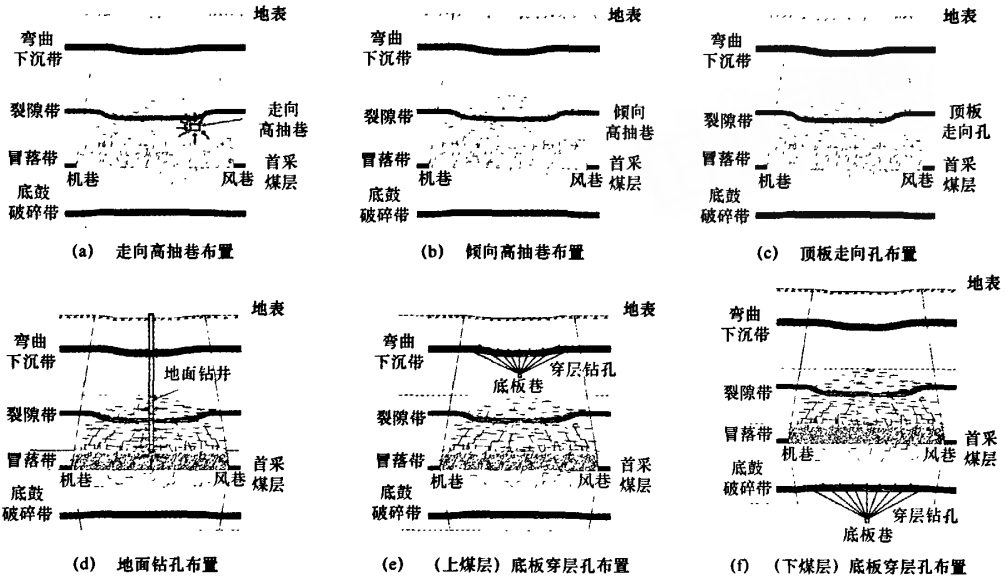 地表
弯曲
下沉带
裂隙带
走向
高抽巷
冒落带
首采
煤层
机巷
风巷
底鼓
破碎带
(a) 走向高抽巷布置
地表
弯曲
下沉带
裂隙带
倾向
高抽巷
冒落带
首采
煤层
机巷
风巷
底鼓
破碎带
(b) 倾向高抽巷布置
地表
弯曲
下沉带
裂隙带
顶板
走向孔
冒落带
首采
煤层
机巷
风巷
底鼓
破碎带
(c) 顶板走向孔布置
地表
弯曲
下沉带
地面钻井
裂隙带
冒落带
首采
煤层
机巷
风巷
底鼓
破碎带
(d) 地面钻孔布置
地表
弯曲
下沉带
穿层钻孔
底板巷
裂隙带
冒落带
首采
煤层
机巷
风巷
底鼓
破碎带
(e) (上煤层) 底板穿层孔布置
地表
弯曲
下沉带
裂隙带
冒落带
首采
煤层
机巷
风巷
底鼓
破碎带
穿层钻孔
底板巷
(f) (下煤层) 底板穿层孔布置